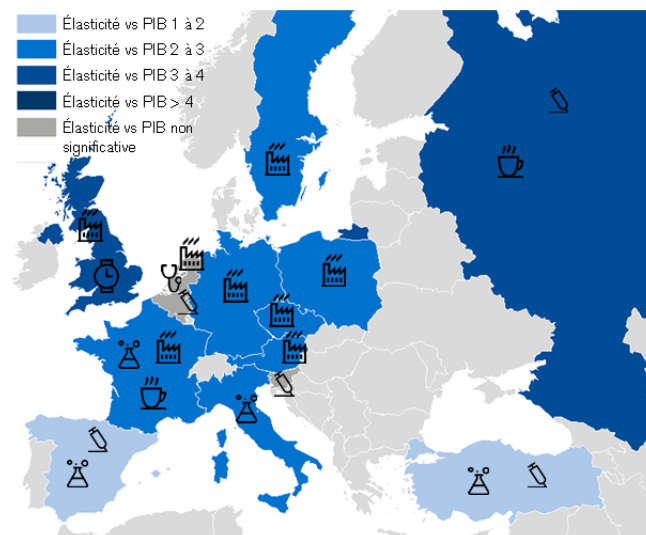 Élasticité vs PIB 1 à 2
Élasticité vs PIB 2 à 3
Élasticité vs PIB 3 à 4
Élasticité vs PIB > 4
Élasticité vs PIB non
significative